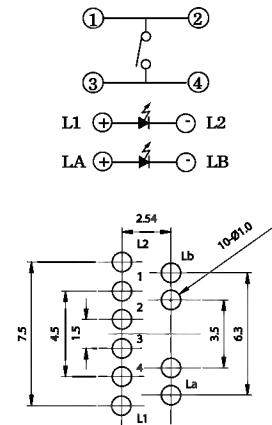 ① ②
③ ④
L1 + - L2
LA + - LB
2.54
10-Ø1.0
L2
Lb
1
2
3
4
La
L1
7.5
4.5
1.5
3.5
6.3